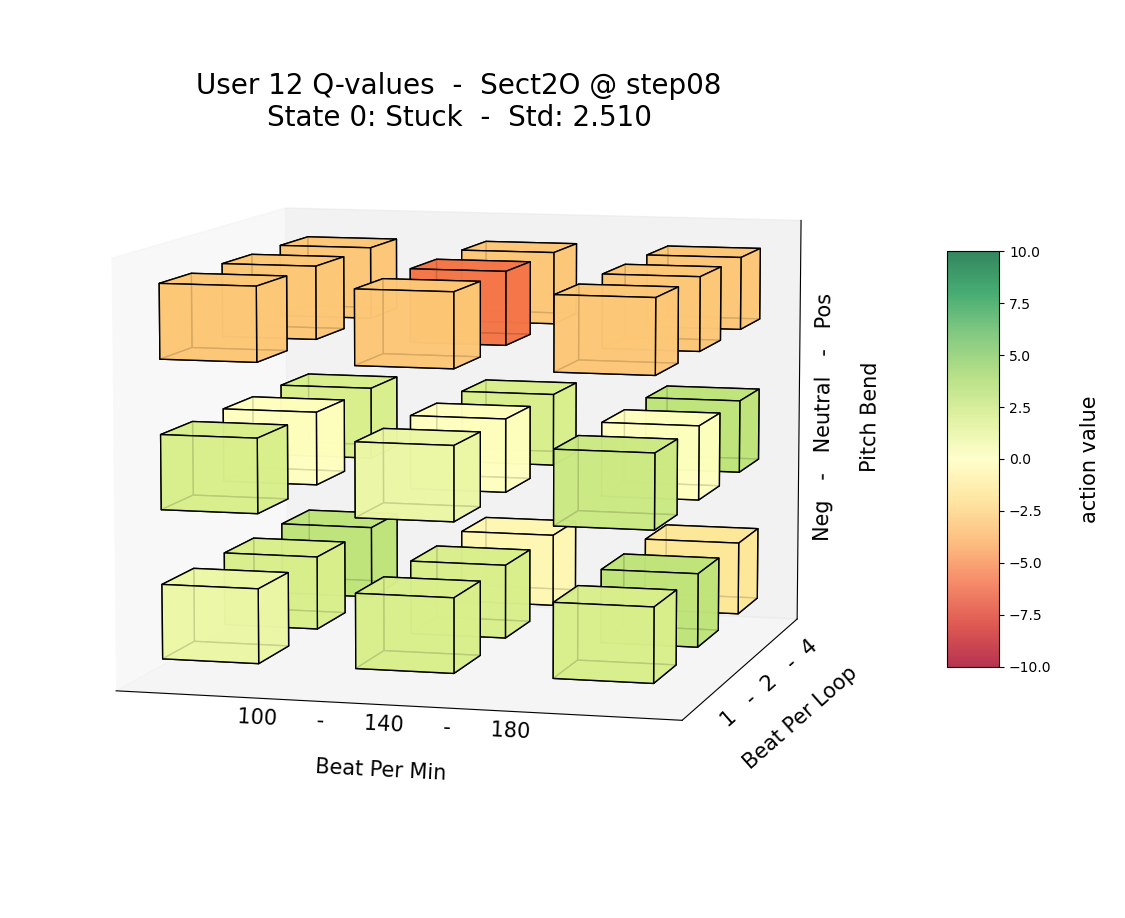 User 12 Q-values  -  Sect2O @ step08
State 0: Stuck  -  Std: 2.510
Neg   -   Neutral   -   Pos
Pitch Bend
100   -   140   -   180
Beat Per Min
1  -  2  -  4
Beat Per Loop
10.0
7.5
5.0
2.5
0.0
−2.5
−5.0
−7.5
−10.0
action value